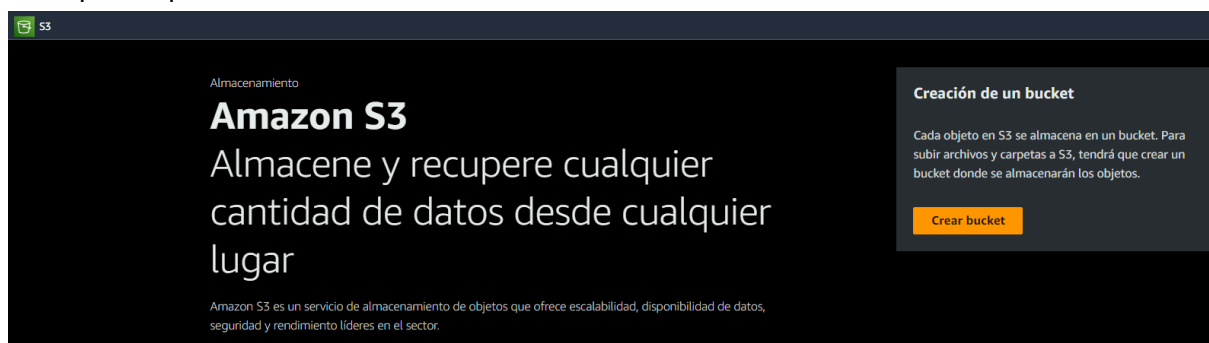 S3
Almacenamiento
Amazon S3
Almacene y recupere cualquier
cantidad de datos desde cualquier
lugar
Amazon S3 es un servicio de almacenamiento de objetos que ofrece escalabilidad, disponibilidad de datos,
seguridad y rendimiento líderes en el sector.
Creación de un bucket
Cada objeto en S3 se almacena en un bucket. Para
subir archivos y carpetas a S3, tendrá que crear un
bucket donde se almacenarán los objetos.
Crear bucket